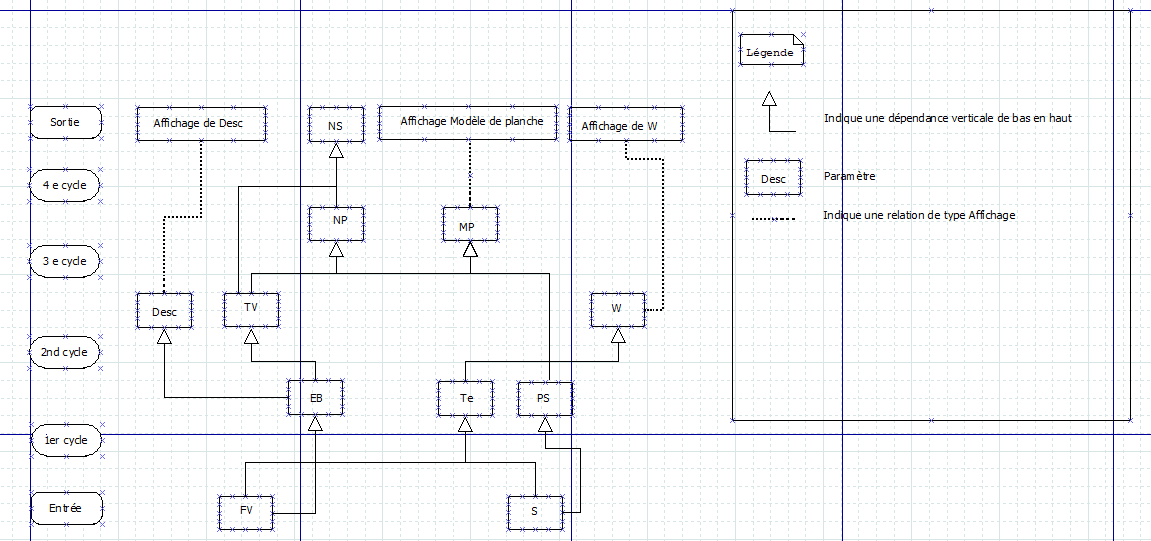 Légende
Sortie
Affichage de Desc
NS
Affichage Modèle de planche
Affichage de W
Indique une dépendance verticale de bas en haut
4 e cycle
Desc
Paramètre
NP
MP
Indique une relation de type Affichage
3 e cycle
Desc
TV
W
2nd cycle
EB
Te
PS
1er cycle
Entrée
FV
S